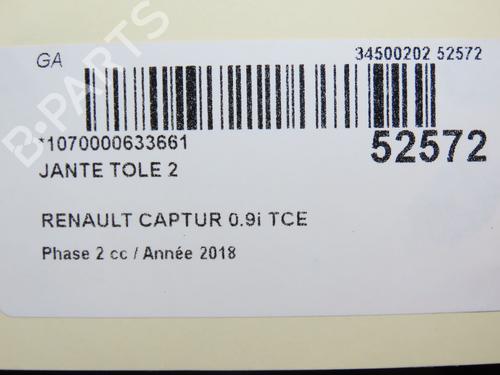 GA
34500202 52572
*1070000633661
52572
JANTE TOLE 2
RENAULT CAPTUR 0.9i TCE
Phase 2 cc / Année 2018
B-PARTS